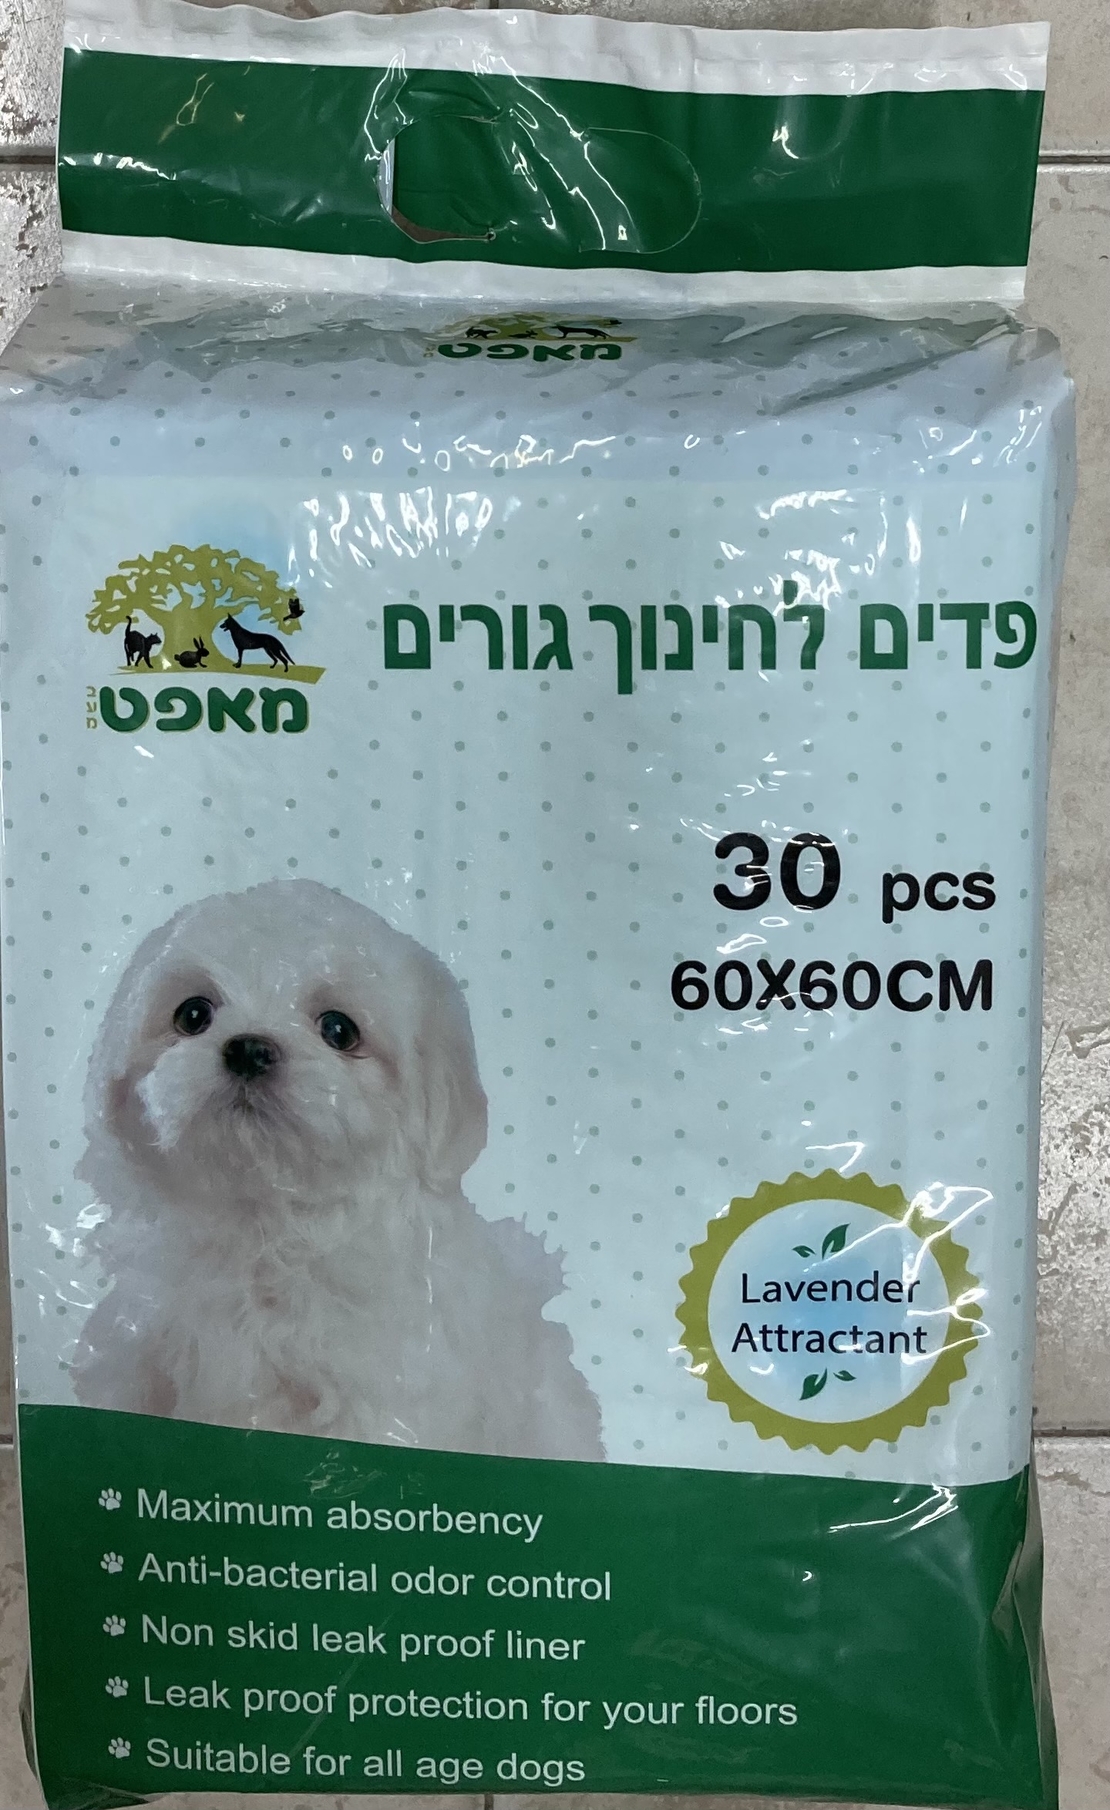 מאפט
פדים לחינוך גורים
מאפט
מעב
30 pcs
60X60CM
Lavender
Attractant
Maximum absorbency
Anti-bacterial odor control
Non skid leak proof liner
Leak proof protection for your floors
Suitable for all age dogs